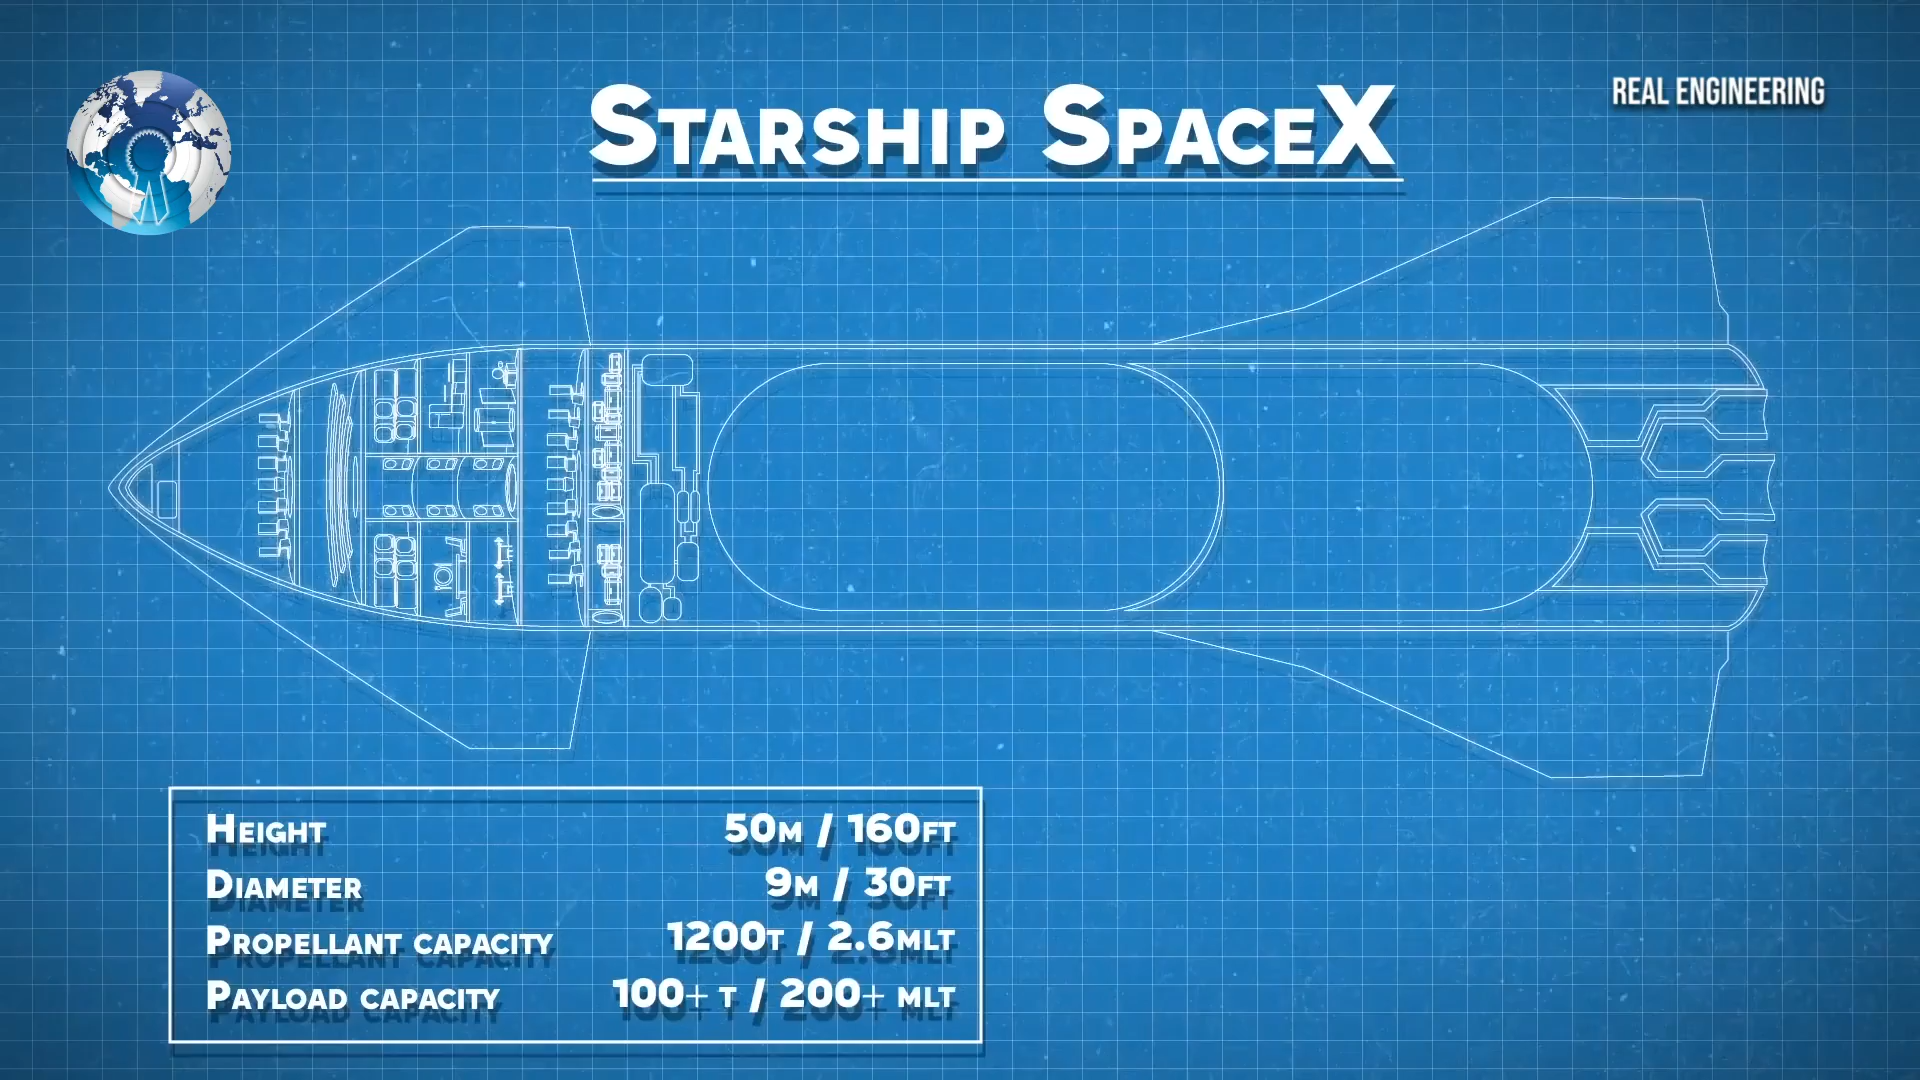 Starship SpaceX
REAL ENGINEERING
Height 50m / 160ft
Diameter 9m / 30ft
Propellant capacity 1200t / 2.6mlt
Payload capacity 100+ t / 200+ mlt